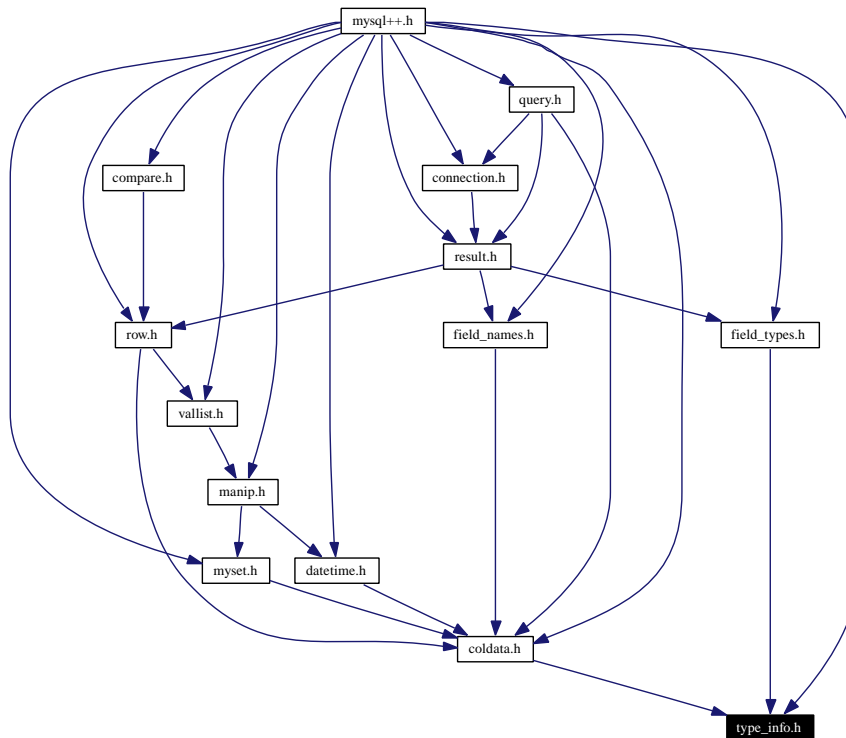 mysql++.h
query.h
compare.h
connection.h
result.h
row.h
field_names.h
field_types.h
vallist.h
manip.h
myset.h
datetime.h
coldata.h
type_info.h